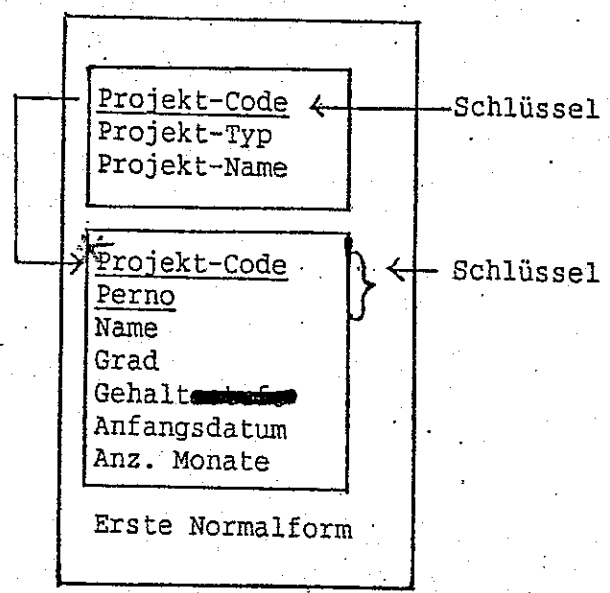 Projekt-Code
Schlüssel
Projekt-Typ
Projekt-Name
Projekt-Code
Schlüssel
Perno
Name
Grad
Gehalt
Anfangsdatum
Anz. Monate
Erste Normalform